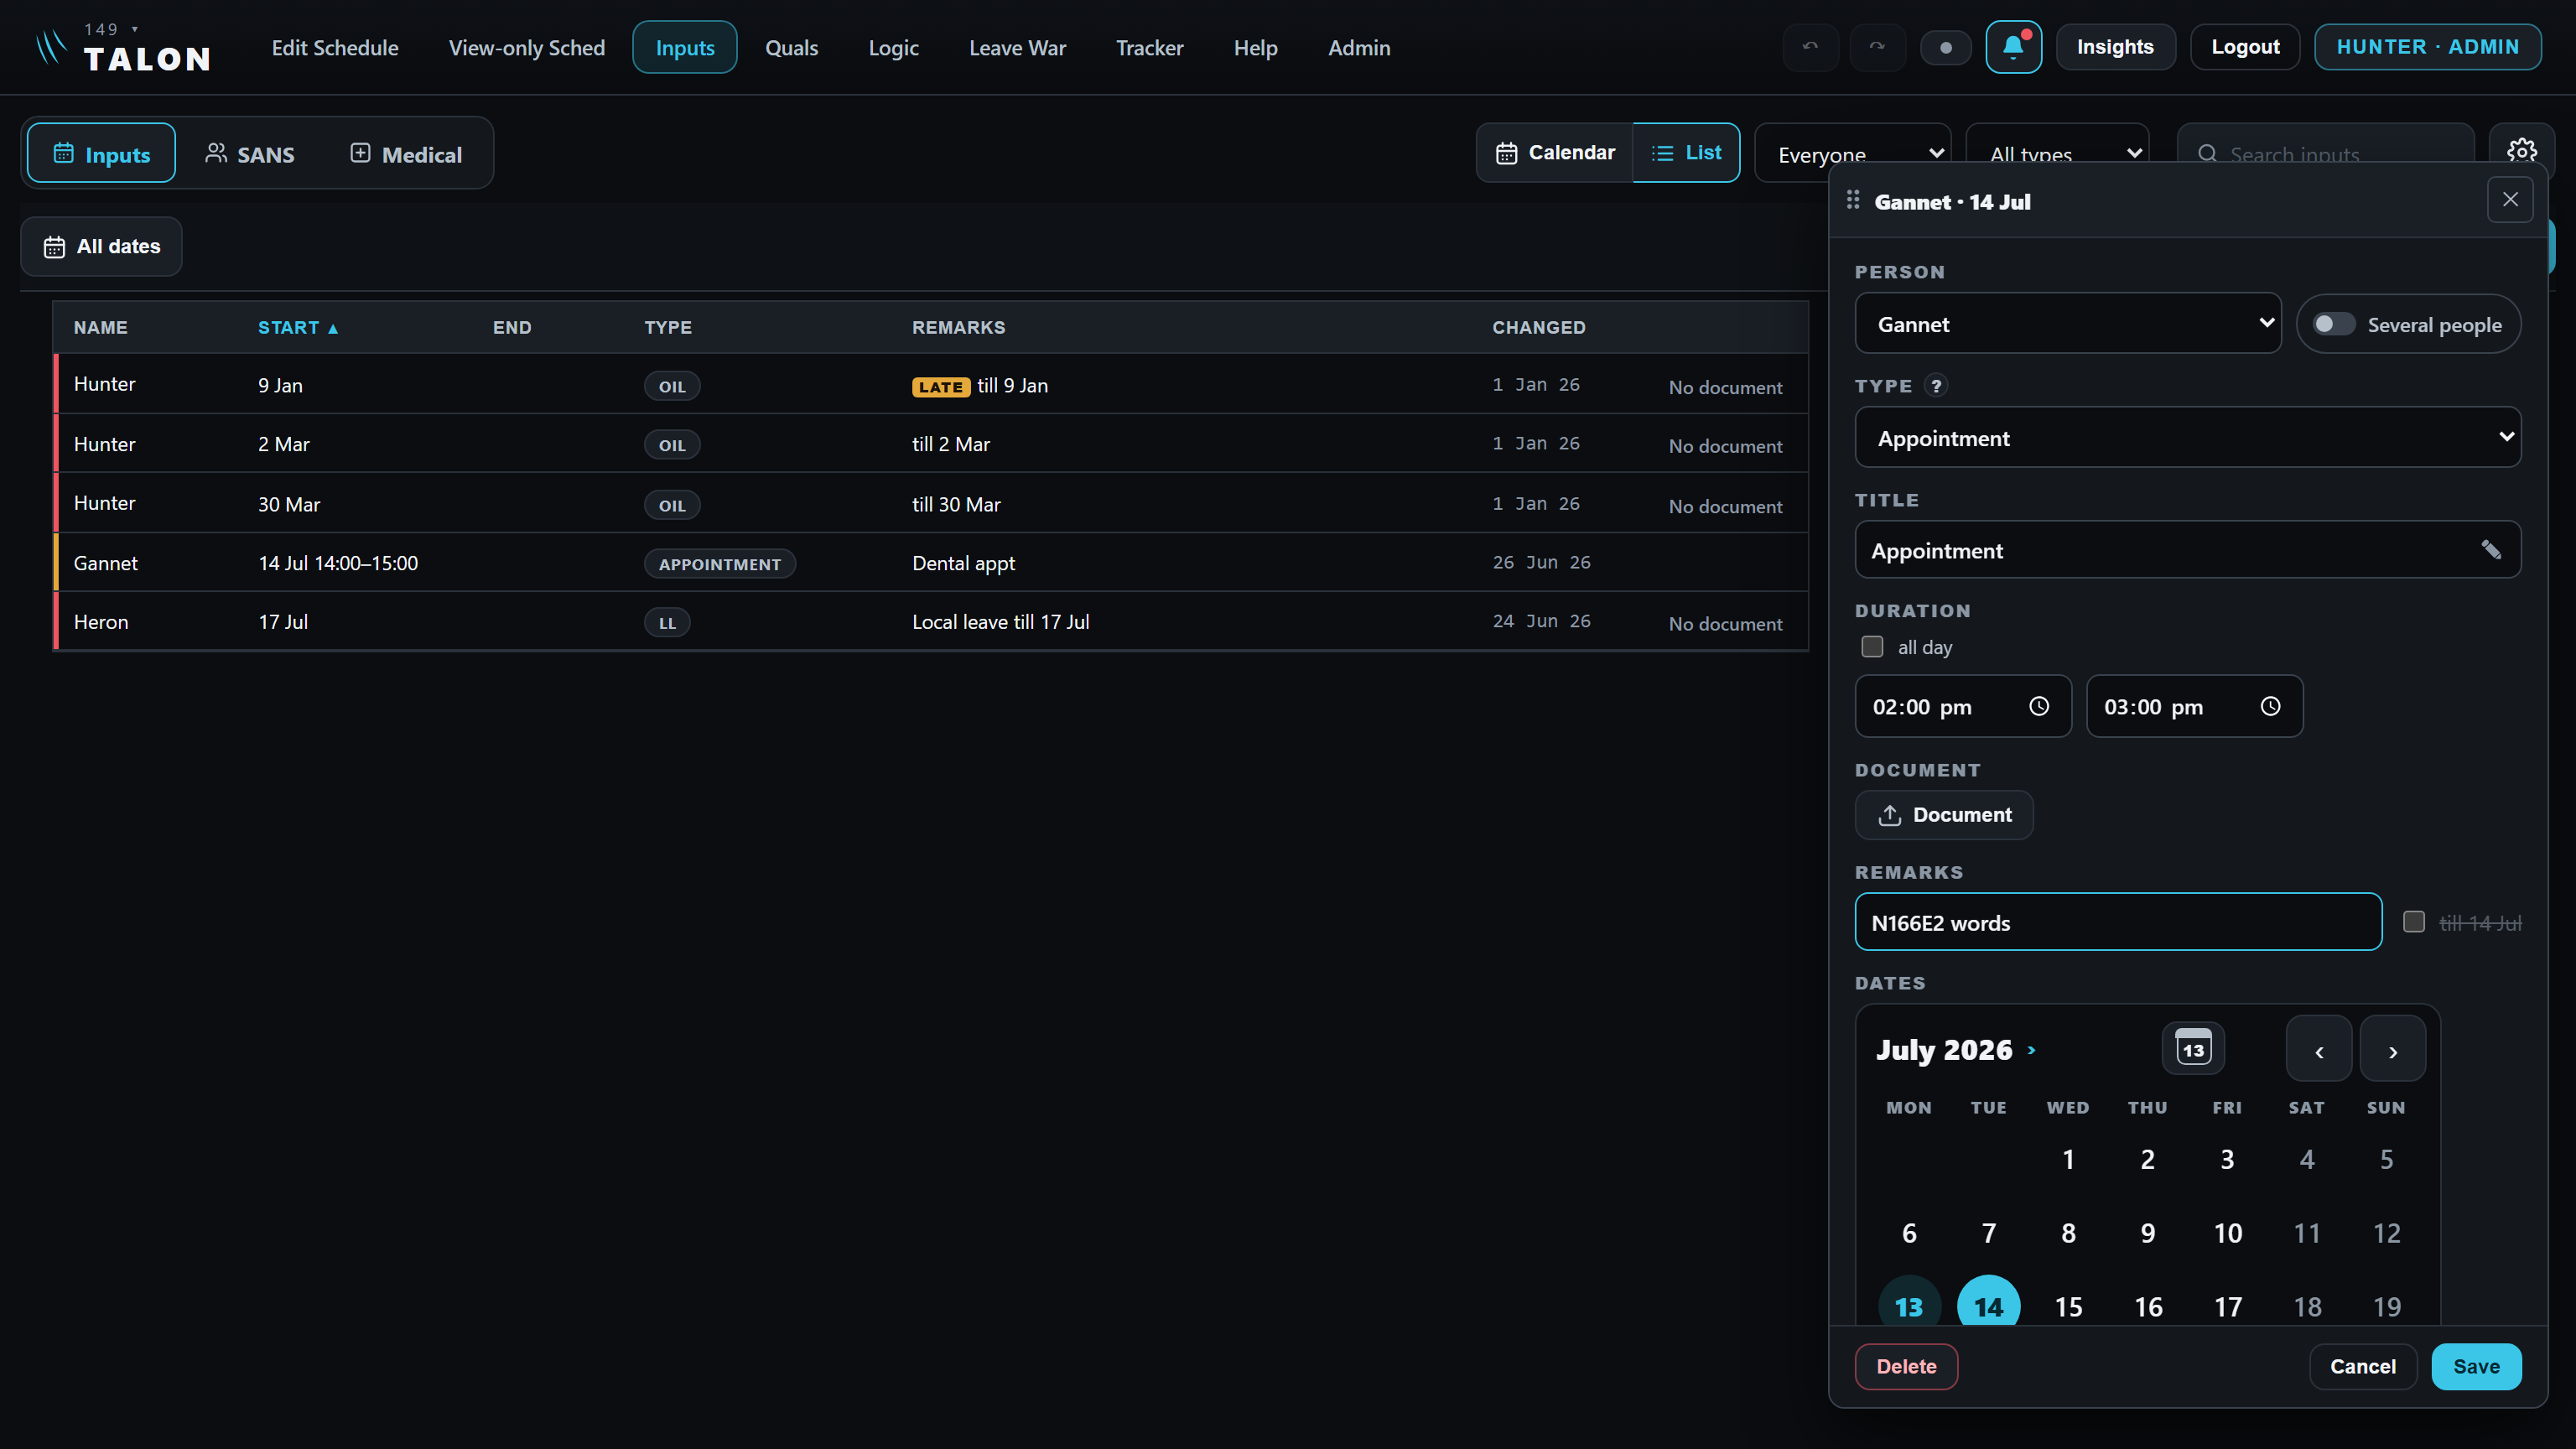 149 ▾
TALON
Edit Schedule
View-only Sched
Inputs
Quals
Logic
Leave War
Tracker
Help
Admin
Insights
Logout
HUNTER · ADMIN
Inputs
SANS
Medical
Calendar
List
Everyone
All types
Search inputs
All dates
NAME START ▲ END TYPE REMARKS CHANGED
Hunter 9 Jan OIL LATE till 9 Jan 1 Jan 26 No document
Hunter 2 Mar OIL till 2 Mar 1 Jan 26 No document
Hunter 30 Mar OIL till 30 Mar 1 Jan 26 No document
Gannet 14 Jul 14:00–15:00 APPOINTMENT Dental appt 26 Jun 26
Heron 17 Jul LL Local leave till 17 Jul 24 Jun 26 No document
Gannet · 14 Jul
PERSON
Gannet
Several people
TYPE ?
Appointment
TITLE
Appointment
DURATION
all day
02:00 pm
03:00 pm
DOCUMENT
Document
REMARKS
N166E2 words
till 14 Jul
DATES
July 2026 ›
13
‹ ›
MON TUE WED THU FRI SAT SUN
1 2 3 4 5
6 7 8 9 10 11 12
13 14 15 16 17 18 19
Delete
Cancel
Save